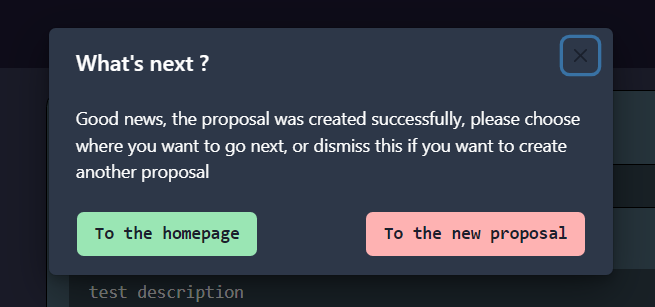 What's next ?
Good news, the proposal was created successfully, please choose
where you want to go next, or dismiss this if you want to create
another proposal
To the homepage
To the new proposal
test description